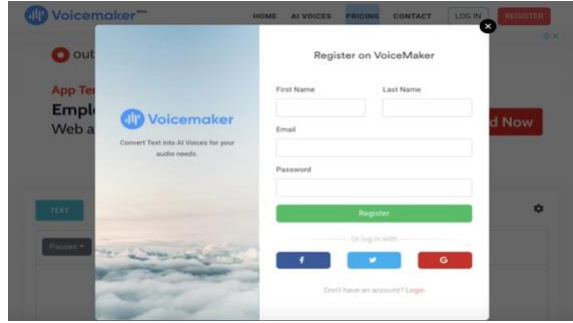 Voicemaker
HOME AI VOICES PRICING CONTACT LOG IN REGISTER
out
App
Empl
Web a
d Now
Voicemaker
Convert Text into AI Voices for your
audio needs.
Register on VoiceMaker
First Name Last Name
Email
Password
Register
Or log in with
f G
Don't have an account? Login
TEXT
Pauses